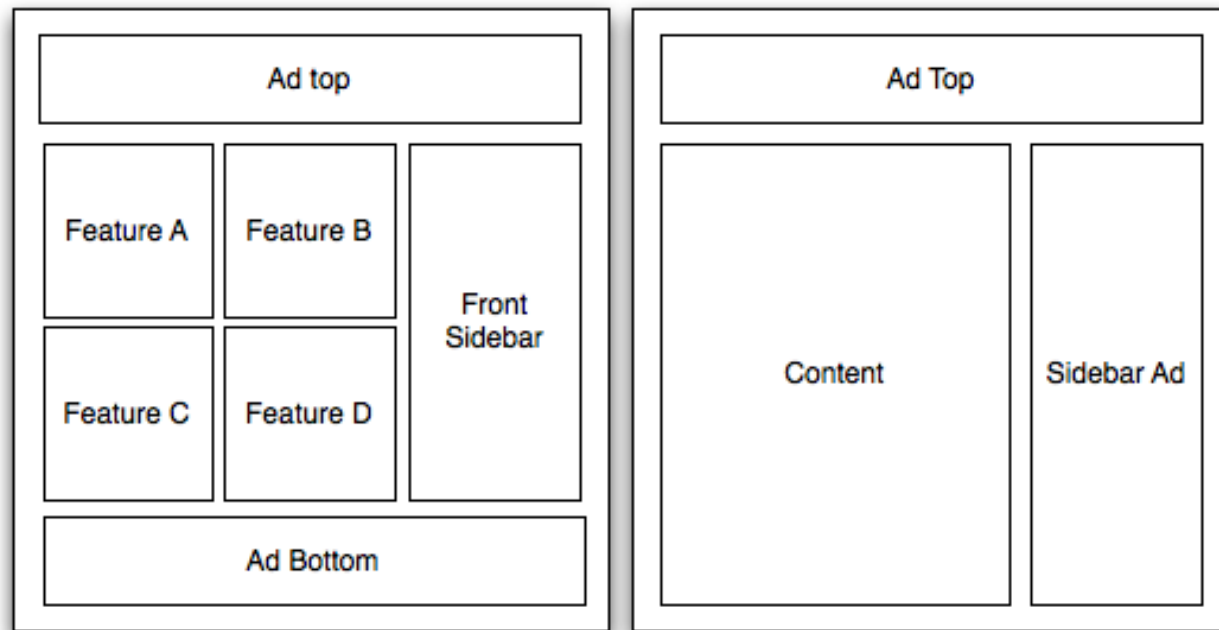 Ad top
Feature A
Feature B
Front
Sidebar
Feature C
Feature D
Ad Bottom
Ad Top
Content
Sidebar Ad